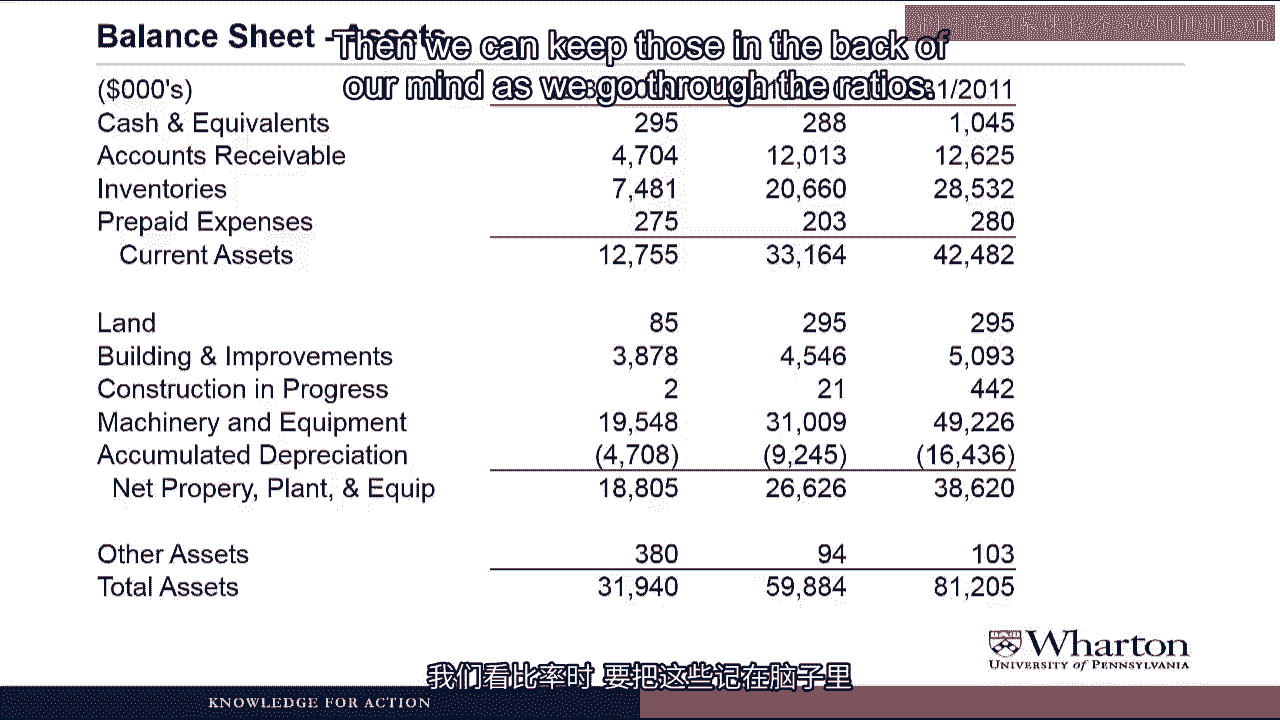 Balance Sheet - Assets
Then we can keep those in the back of
our mind as we go through the ratios.
($000's) 31/2011
Cash & Equivalents 295 288 1,045
Accounts Receivable 4,704 12,013 12,625
Inventories 7,481 20,660 28,532
Prepaid Expenses 275 203 280
Current Assets 12,755 33,164 42,482
Land 85 295 295
Building & Improvements 3,878 4,546 5,093
Construction in Progress 2 21 442
Machinery and Equipment 19,548 31,009 49,226
Accumulated Depreciation (4,708) (9,245) (16,436)
Net Propery, Plant, & Equip 18,805 26,626 38,620
Other Assets 380 94 103
Total Assets 31,940 59,884 81,205
Wharton
UNIVERSITY of PENNSYLVANIA
我们看比率时 要把这些记在脑子里
KNOWLEDGE FOR ACTION